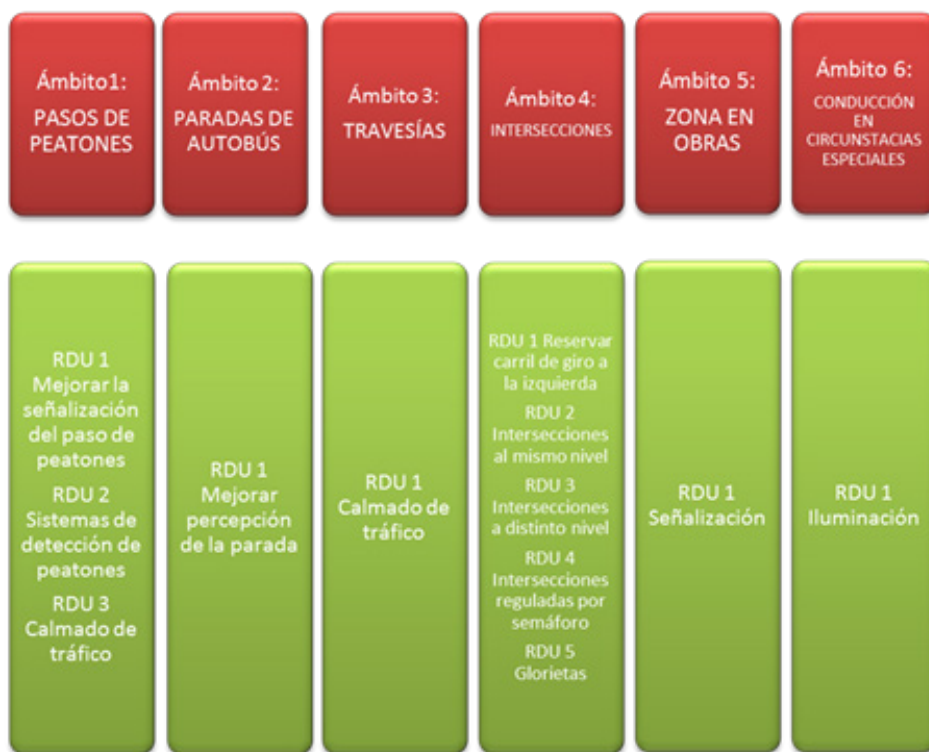 Ámbito1:
PASOS DE
PEATONES
Ámbito 2:
PARADAS DE
AUTOBÚS
Ámbito 3:
TRAVESÍAS
Ámbito 4:
INTERSECCIONES
Ámbito 5:
ZONA EN
OBRAS
Ámbito 6:
CONDUCCIÓN
EN
CIRCUNSTACIAS
ESPECIALES
RDU 1
Mejorar la
señalización
del paso de
peatones
RDU 2
Sistemas de
detección de
peatones
RDU 3
Calmado de
tráfico
RDU 1
Mejorar
percepción
de la parada
RDU 1
Calmado de
tráfico
RDU 1 Reservar
carril de giro a
la izquierda
RDU 2
Intersecciones
al mismo nivel
RDU 3
Intersecciones
a distinto nivel
RDU 4
Intersecciones
reguladas por
semáforo
RDU 5
Glorietas
RDU 1
Señalización
RDU 1
Iluminación